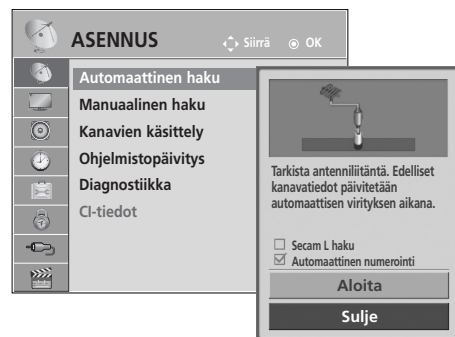 ASENNUS
Siirrä OK
Automaattinen haku
Manuaalinen haku
Kanavien käsittely
Ohjelmistopäivitys
Diagnostiikka
CI-tiedot
Tarkista antenniliitäntä. Edelliset
kanavatiedot päivitetään
automaattisen virityksen aikana.
Secam L haku
Automaattinen numerointi
Aloita
Sulje